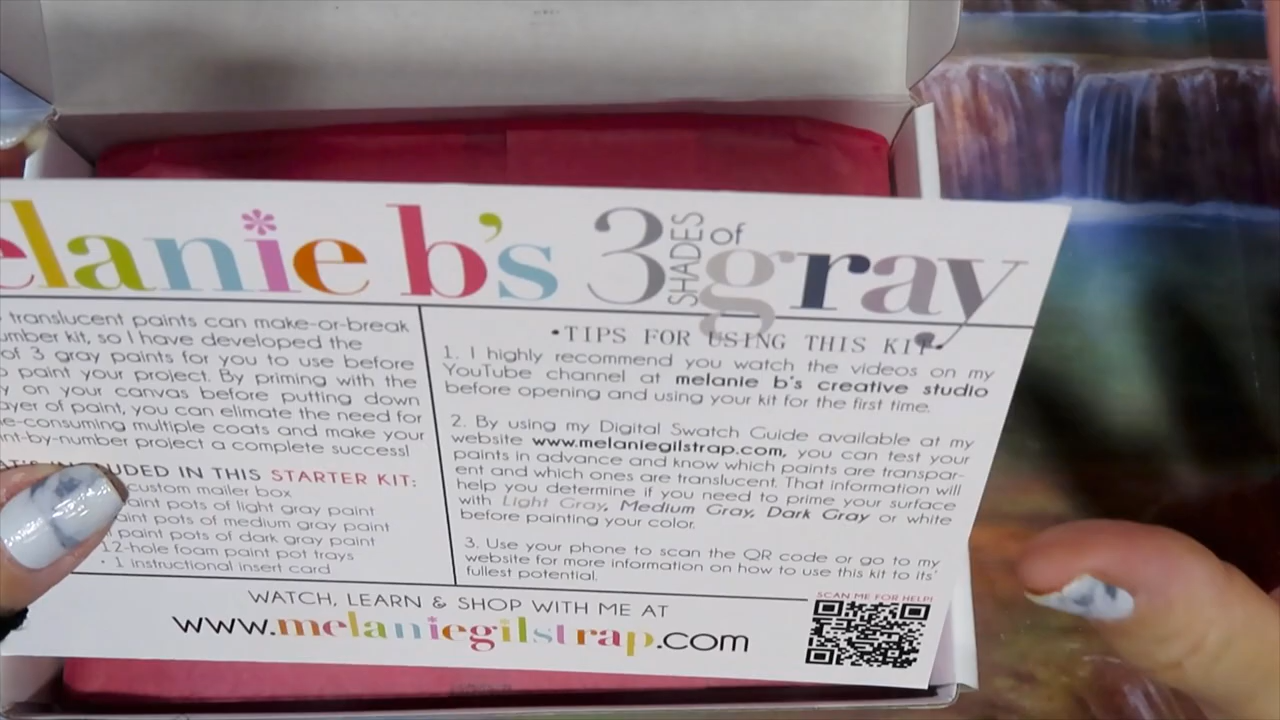 elanie b's 3 SHADES of gray
translucent paints can make-or-break
umber kit, so I have developed the
of 3 gray paints for you to use before
paint your project. By priming with the
y on your canvas before putting down
ayer of paint, you can elimate the need for
e-consuming multiple coats and make your
nt-by-number project a complete success!
UDED IN THIS STARTER KIT:
custom mailer box
aint pots of light gray paint
aint pots of medium gray paint
paint pots of dark gray paint
12-hole foam paint pot trays
• 1 instructional insert card
•TIPS FOR USING THIS KIT•
1. I highly recommend you watch the videos on my
YouTube channel at melanie b's creative studio
before opening and using your kit for the first time.
2. By using my Digital Swatch Guide available at my
website www.melaniegilstrap.com, you can test your
paints in advance and know which paints are transpar-
ent and which ones are translucent. That information will
help you determine if you need to prime your surface
with Light Gray, Medium Gray, Dark Gray or white
before painting your color.
3. Use your phone to scan the QR code or go to my
website for more information on how to use this kit to its'
fullest potential.
WATCH, LEARN & SHOP WITH ME AT
www.melaniegilstrap.com
SCAN ME FOR HELP!